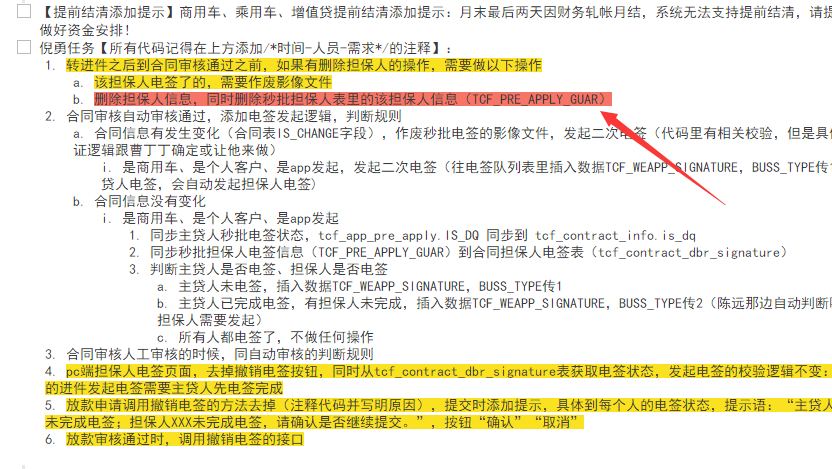 【提前结清添加提示】商用车、乘用车、增值贷提前结清添加提示：月末最后两天因财务轧帐月结，系统无法支持提前结清，请提
做好资金安排！
倪勇任务【所有代码记得在上方添加/*时间-人员-需求*/的注释】：
1. 转进件之后到合同审核通过之前，如果有删除担保人的操作，需要做以下操作
a. 该担保人电签了的，需要作废影像文件
b. 删除担保人信息，同时删除秒批担保人表里的该担保人信息（TCF_PRE_APPLY_GUAR）
2. 合同审核自动审核通过，添加电签发起逻辑，判断规则
a. 合同信息有发生变化（合同表IS_CHANGE字段），作废秒批电签的影像文件，发起二次电签（代码里有相关校验，但是具
证逻辑跟曹丁丁确定或让他来做）
i. 是商用车、是个人客户、是app发起，发起二次电签（往电签队列表里插入数据TCF_WEAPP_SIGNATURE，BUSS_TYPE传1
贷人电签，会自动发起担保人电签）
b. 合同信息没有变化
i. 是商用车、是个人客户、是app发起
1. 同步主贷人秒批电签状态，tcf_app_pre_apply.IS_DQ 同步到 tcf_contract_info.is_dq
2. 同步秒批担保人电签信息（TCF_PRE_APPLY_GUAR）到合同担保人电签表（tcf_contract_dbr_signature）
3. 判断主贷人是否电签、担保人是否电签
a. 主贷人未电签，插入数据TCF_WEAPP_SIGNATURE，BUSS_TYPE传1
b. 主贷人已完成电签，有担保人未完成，插入数据TCF_WEAPP_SIGNATURE，BUSS_TYPE传2（陈远那边自动判断
担保人需要发起）
c. 所有人都电签了，不做任何操作
3. 合同审核人工审核的时候，同自动审核的判断规则
4. pc端担保人电签页面，去掉撤销电签按钮，同时从tcf_contract_dbr_signature表获取电签状态，发起电签的校验逻辑不变：
的进件发起电签需要主贷人先电签完成
5. 放款申请调用撤销电签的方法去掉（注释代码并写明原因），提交时添加提示，具体到每个人的电签状态，提示语：“主贷人
未完成电签；担保人XXX未完成电签，请确认是否继续提交。”，按钮“确认”“取消”
6. 放款审核通过时，调用撤销电签的接口